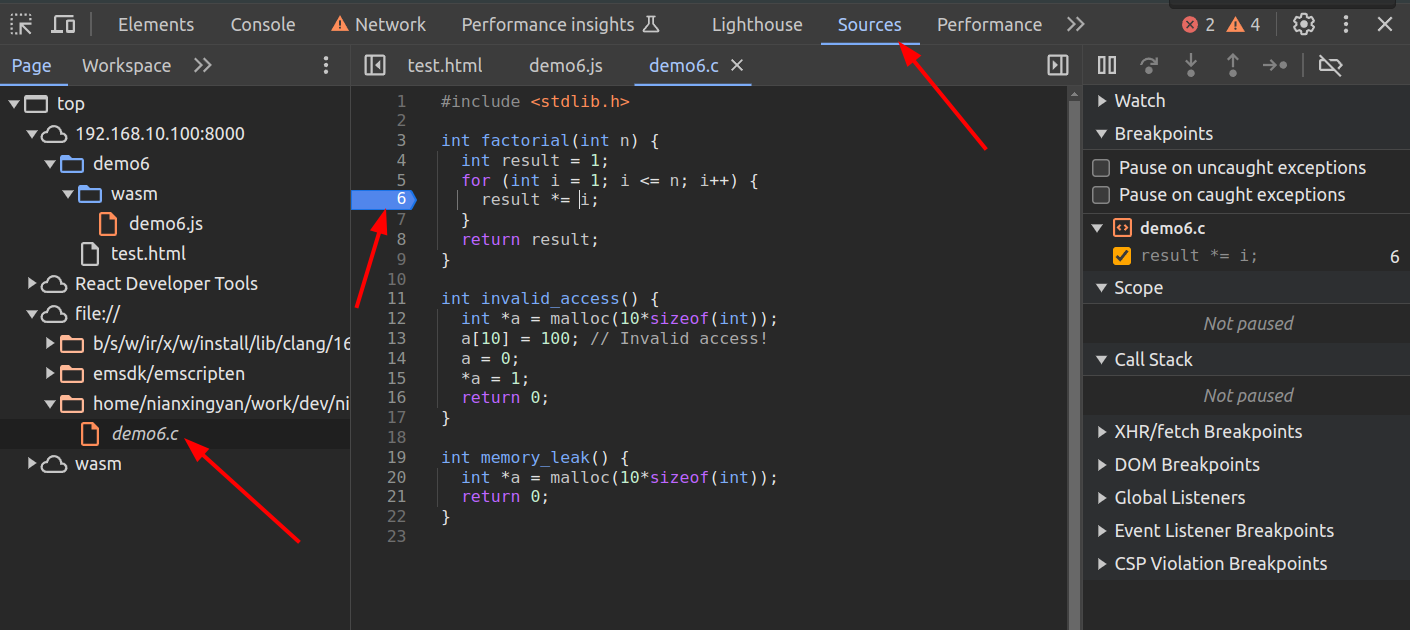 Elements Console Network Performance insights Lighthouse Sources Performance 2 4
Page Workspace
test.html demo6.js demo6.c
top
192.168.10.100:8000
demo6
wasm
demo6.js
test.html
React Developer Tools
file://
b/s/w/ir/x/w/install/lib/clang/16
emsdk/emscripten
home/nianxingyan/work/dev/ni
demo6.c
wasm
1 #include <stdlib.h>
2
3 int factorial(int n) {
4 int result = 1;
5 for (int i = 1; i <= n; i++) {
6 result *= i;
7 }
8 return result;
9 }
10
11 int invalid_access() {
12 int *a = malloc(10*sizeof(int));
13 a[10] = 100; // Invalid access!
14 a = 0;
15 *a = 1;
16 return 0;
17 }
18
19 int memory_leak() {
20 int *a = malloc(10*sizeof(int));
21 return 0;
22 }
23
Watch
Breakpoints
Pause on uncaught exceptions
Pause on caught exceptions
demo6.c
result *= i; 6
Scope
Not paused
Call Stack
Not paused
XHR/fetch Breakpoints
DOM Breakpoints
Global Listeners
Event Listener Breakpoints
CSP Violation Breakpoints